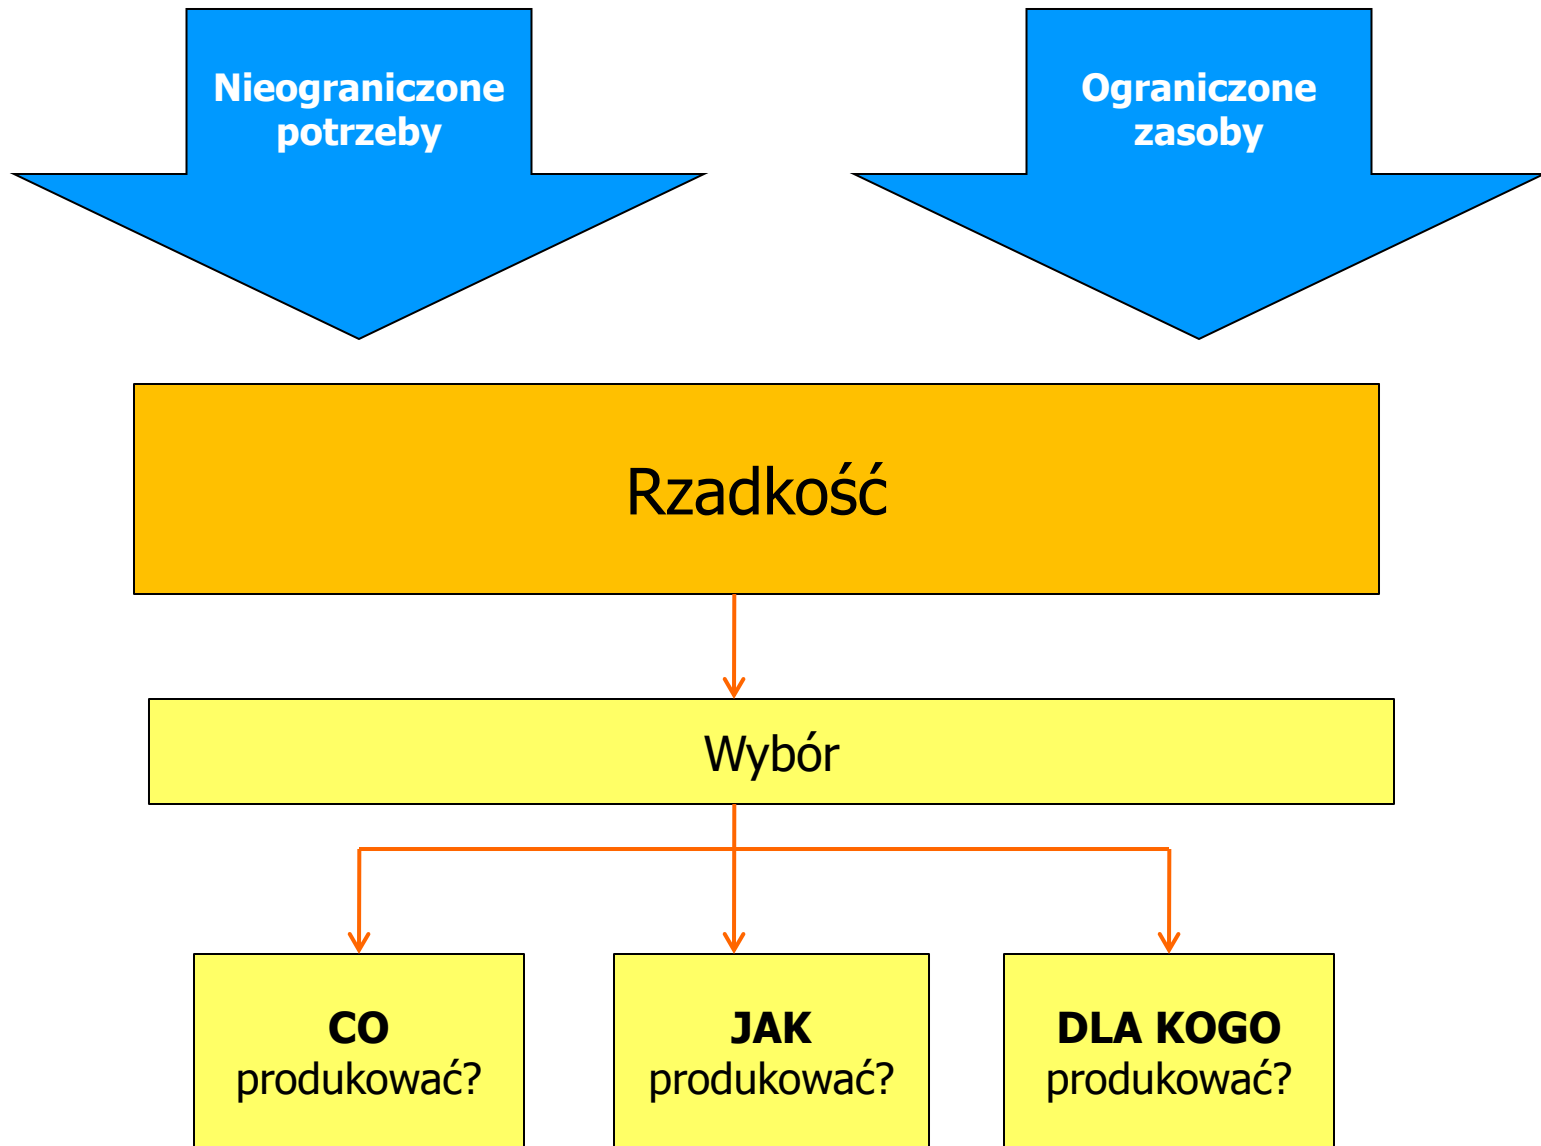 Nieograniczone
potrzeby
Ograniczone
zasoby
Rzadkość
Wybór
CO
produkować?
JAK
produkować?
DLA KOGO
produkować?